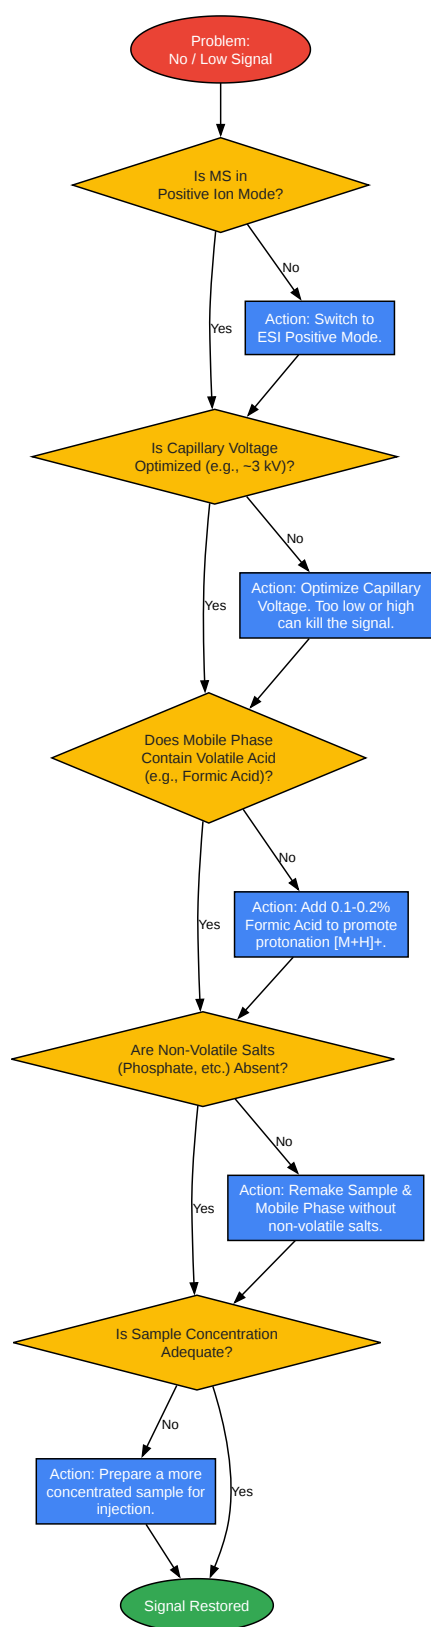 Problem:
No / Low Signal
Is MS in
Positive Ion Mode?
No
Action: Switch to
ESI Positive Mode.
Yes
Is Capillary Voltage
Optimized (e.g., ~3 kV)?
No
Action: Optimize Capillary
Voltage. Too low or high
can kill the signal.
Yes
Does Mobile Phase
Contain Volatile Acid
(e.g., Formic Acid)?
No
Action: Add 0.1-0.2%
Formic Acid to promote
protonation [M+H]+.
Yes
Are Non-Volatile Salts
(Phosphate, etc.) Absent?
No
Action: Remake Sample &
Mobile Phase without
non-volatile salts.
Yes
Is Sample Concentration
Adequate?
No
Action: Prepare a more
concentrated sample for
injection.
Yes
Signal Restored